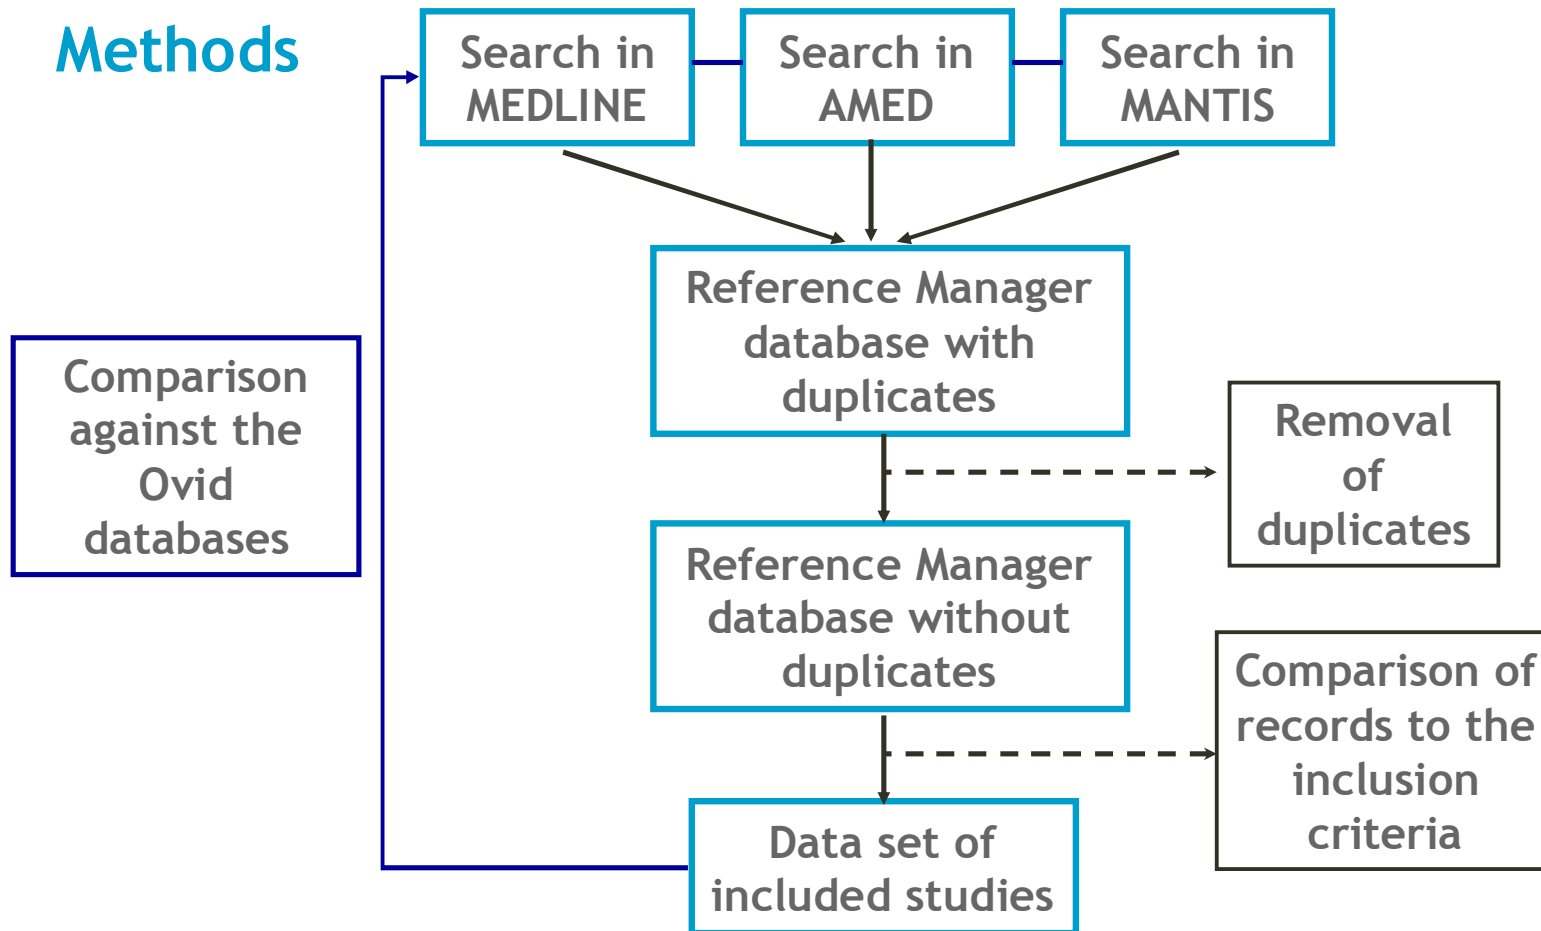 Methods
Search in
MEDLINE
Search in
AMED
Search in
MANTIS
Reference Manager
database with
duplicates
Comparison
against the
Ovid
databases
Removal
of
duplicates
Reference Manager
database without
duplicates
Comparison of
records to the
inclusion
criteria
Data set of
included studies